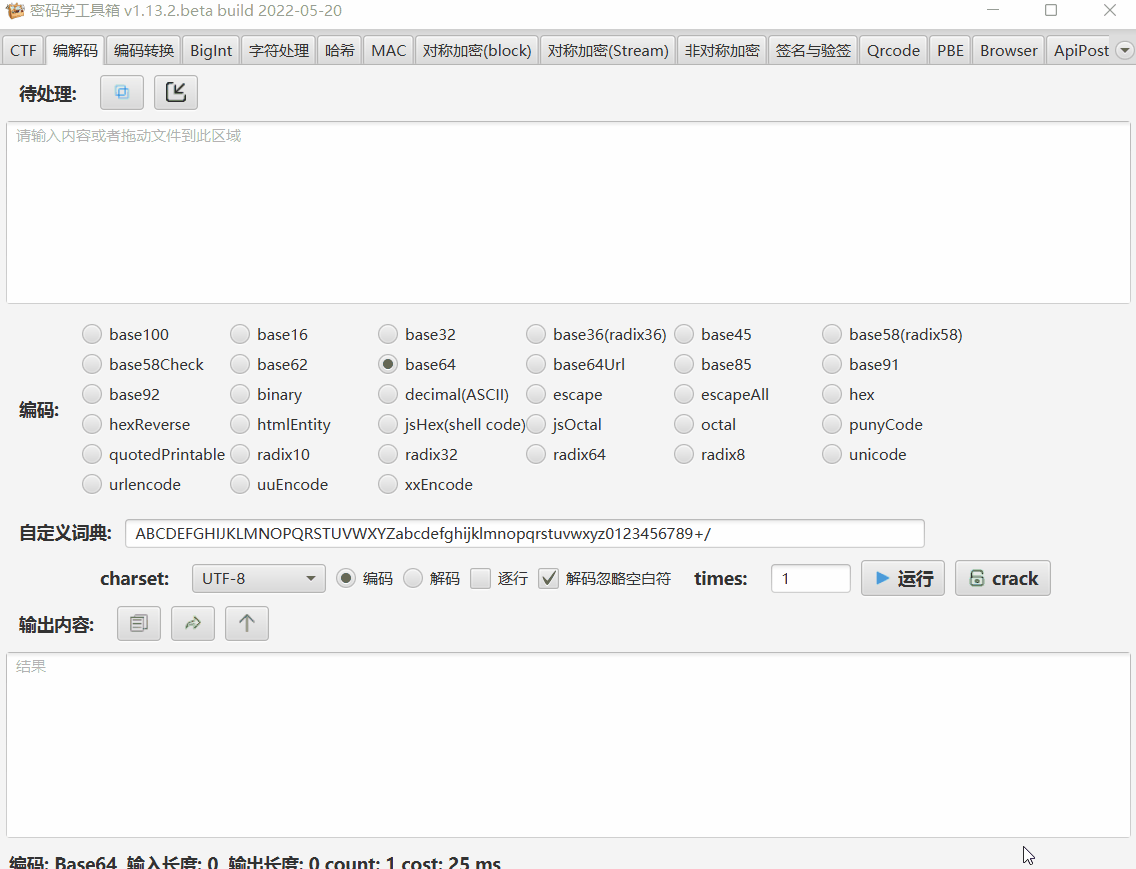 密码学工具箱 v1.13.2.beta build 2022-05-20
CTF 编解码 编码转换 BigInt 字符处理 哈希 MAC 对称加密(block) 对称加密(Stream) 非对称加密 签名与验签 Qrcode PBE Browser ApiPost
待处理:
请输入内容或者拖动文件到此区域
base100 base16 base32 base36(radix36) base45 base58(radix58)
base58Check base62 base64 base64Url base85 base91
base92 binary decimal(ASCII) escape escapeAll hex
编码:
hexReverse htmlEntity jsHex(shell code) jsOctal octal punyCode
quotedPrintable radix10 radix32 radix64 radix8 unicode
urlencode uuEncode xxEncode
自定义词典: ABCDEFGHIJKLMNOPQRSTUVWXYZabcdefghijklmnopqrstuvwxyz0123456789+/
charset: UTF-8 编码 解码 逐行 解码忽略空白符 times: 1 运行 crack
输出内容:
结果
编码: Base64 输入长度: 0 输出长度: 0 count: 1 cost: 25 ms